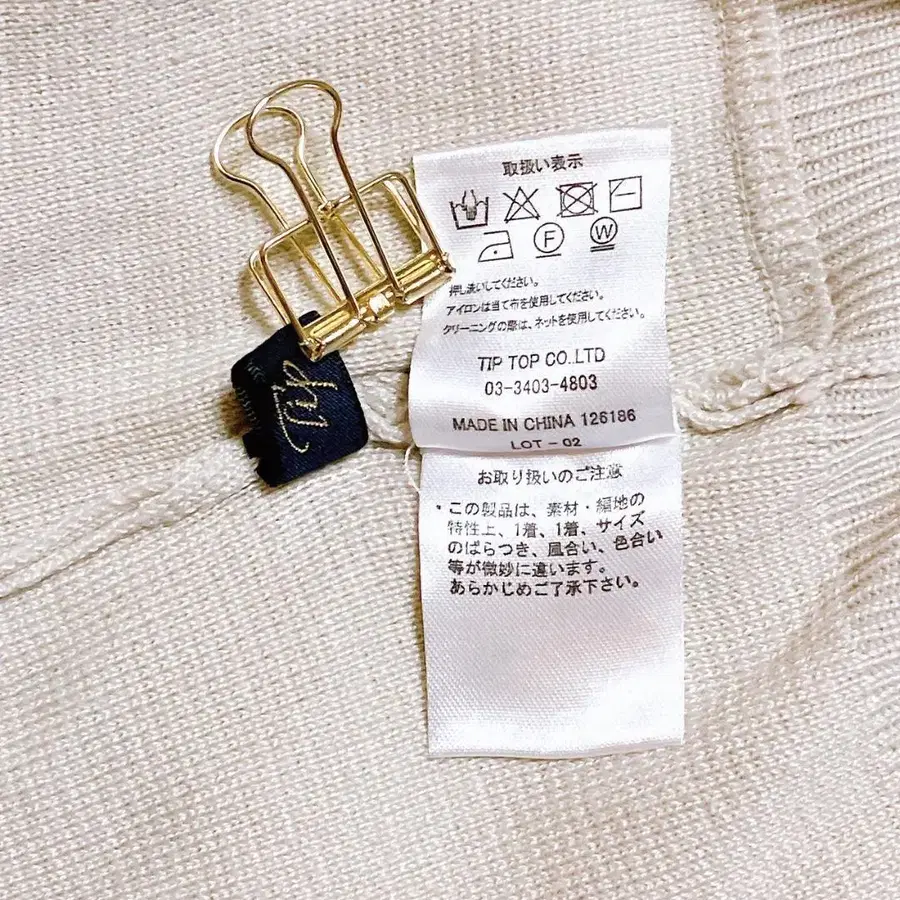 取扱い表示
F
W
押し洗いしてください。
アイロンは当て布を使用してください。
クリーニングの際は、ネットを使用してください。
TIP TOP CO.,LTD
03-3403-4803
MADE IN CHINA 126186
LOT - 02
お取り扱いのご注意
・この製品は、素材・編地の
特性上、1着、1着、サイズ
のばらつき、風合い、色合い
等が微妙に違います。
あらかじめご了承下さい。